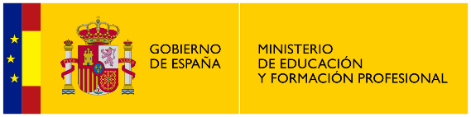 GOBIERNO
DE ESPAÑA
MINISTERIO
DE EDUCACIÓN
Y FORMACIÓN PROFESIONAL